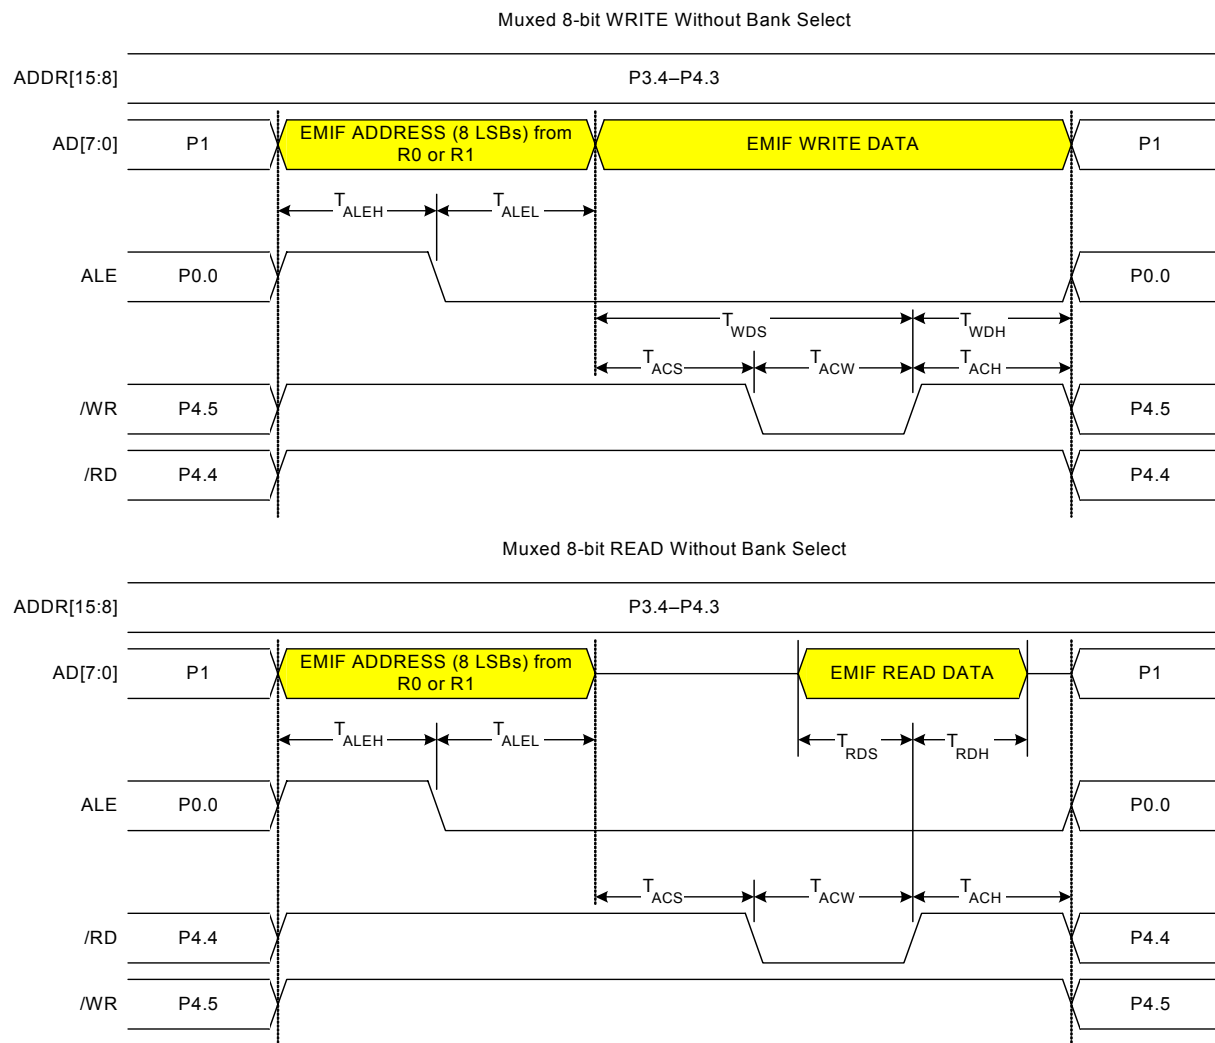 Muxed 8-bit WRITE Without Bank Select
ADDR[15:8] P3.4–P4.3
AD[7:0] P1 EMIF ADDRESS (8 LSBs) from R0 or R1 EMIF WRITE DATA P1
TALEH TALEL
ALE P0.0 P0.0
TWDS TWDH
TACS TACW TACH
/WR P4.5 P4.5
/RD P4.4 P4.4
Muxed 8-bit READ Without Bank Select
ADDR[15:8] P3.4–P4.3
AD[7:0] P1 EMIF ADDRESS (8 LSBs) from R0 or R1 EMIF READ DATA P1
TALEH TALEL TRDS TRDH
ALE P0.0 P0.0
TACS TACW TACH
/RD P4.4 P4.4
/WR P4.5 P4.5